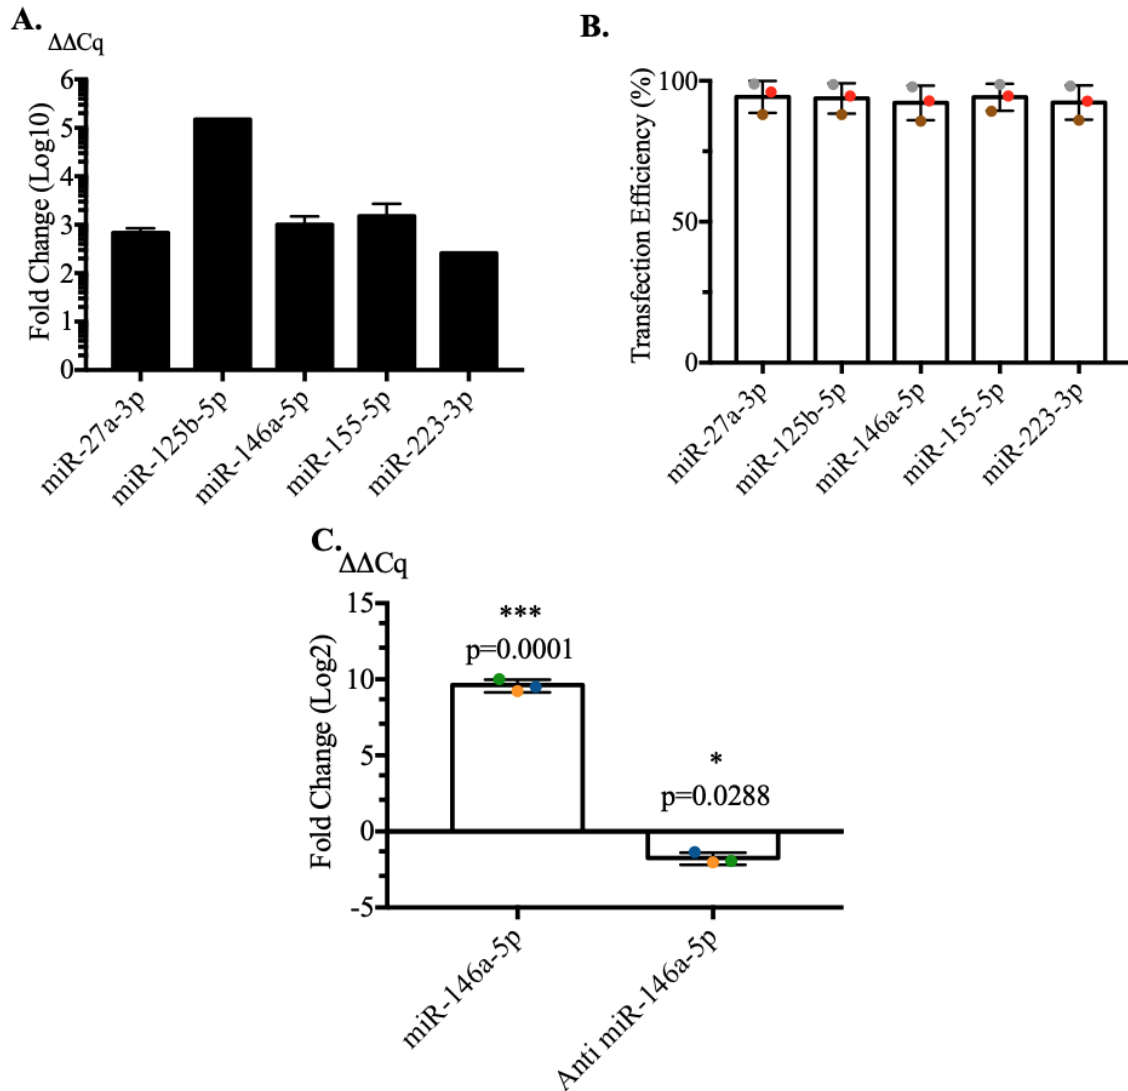 A.
ΔΔCq
Fold Change (Log10)
6
5
4
3
2
1
0
miR-27a-3p
miR-125b-5p
miR-146a-5p
miR-155-5p
miR-223-3p
B.
Transfection Efficiency (%)
100
50
0
miR-27a-3p
miR-125b-5p
miR-146a-5p
miR-155-5p
miR-223-3p
C.
ΔΔCq
Fold Change (Log2)
15
10
5
0
-5
***
p=0.0001
*
p=0.0288
miR-146a-5p
Anti miR-146a-5p